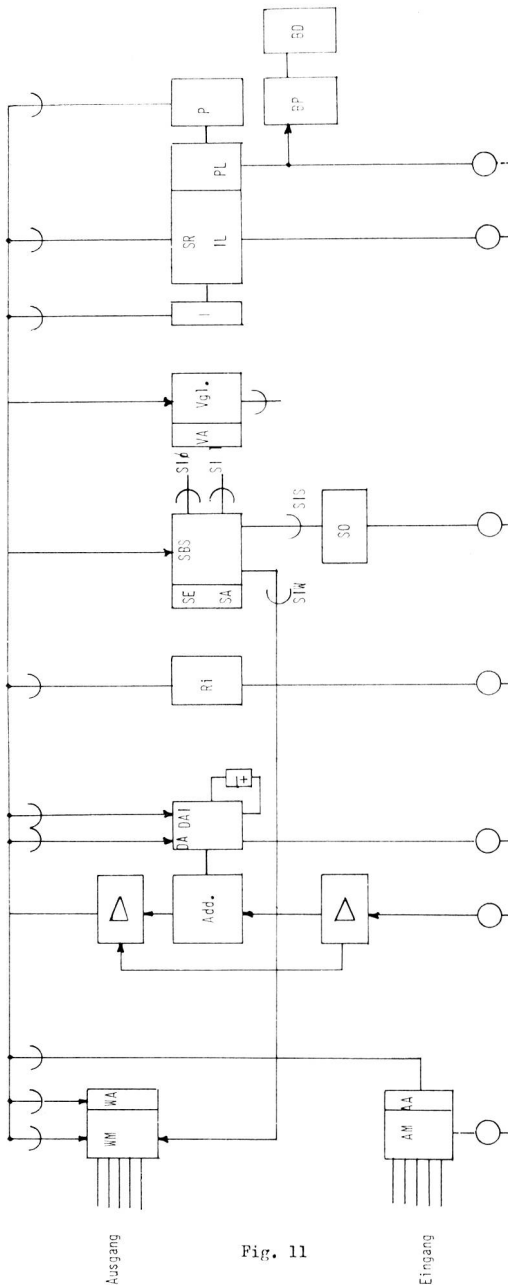 Ausgang
WM
WA
Eingang
AM
AA
Add.
DA
DAI
+
Ri
SE
SA
SBS
SIØ
SI1
SIW
SIS
SO
VA
Vgl.
I
SR
IL
PL
P
BP
BD
Fig. 11